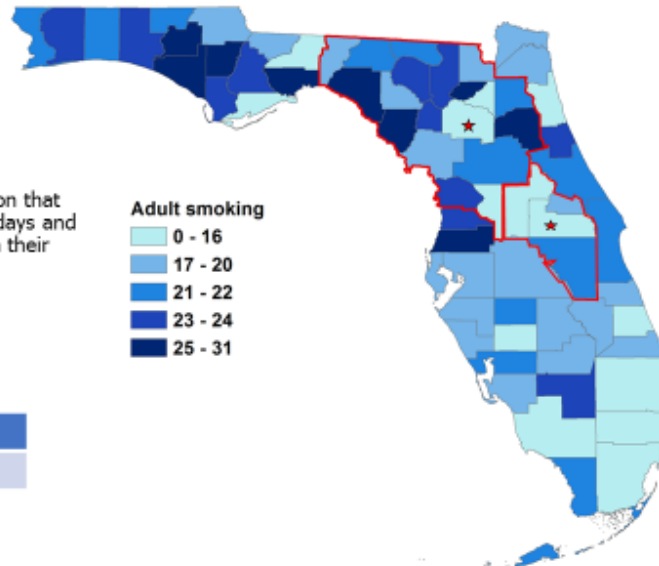 on that
days and
their
Adult smoking
0 - 16
17 - 20
21 - 22
23 - 24
25 - 31